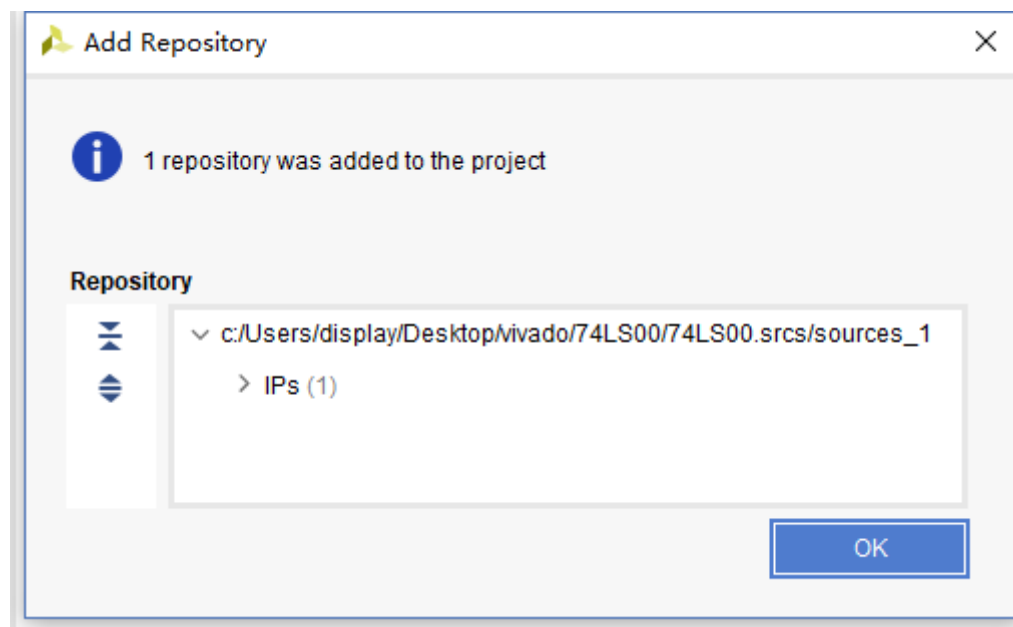 Add Repository
1 repository was added to the project
Repository
c:/Users/display/Desktop/vivado/74LS00/74LS00.srcs/sources_1
IPs (1)
OK